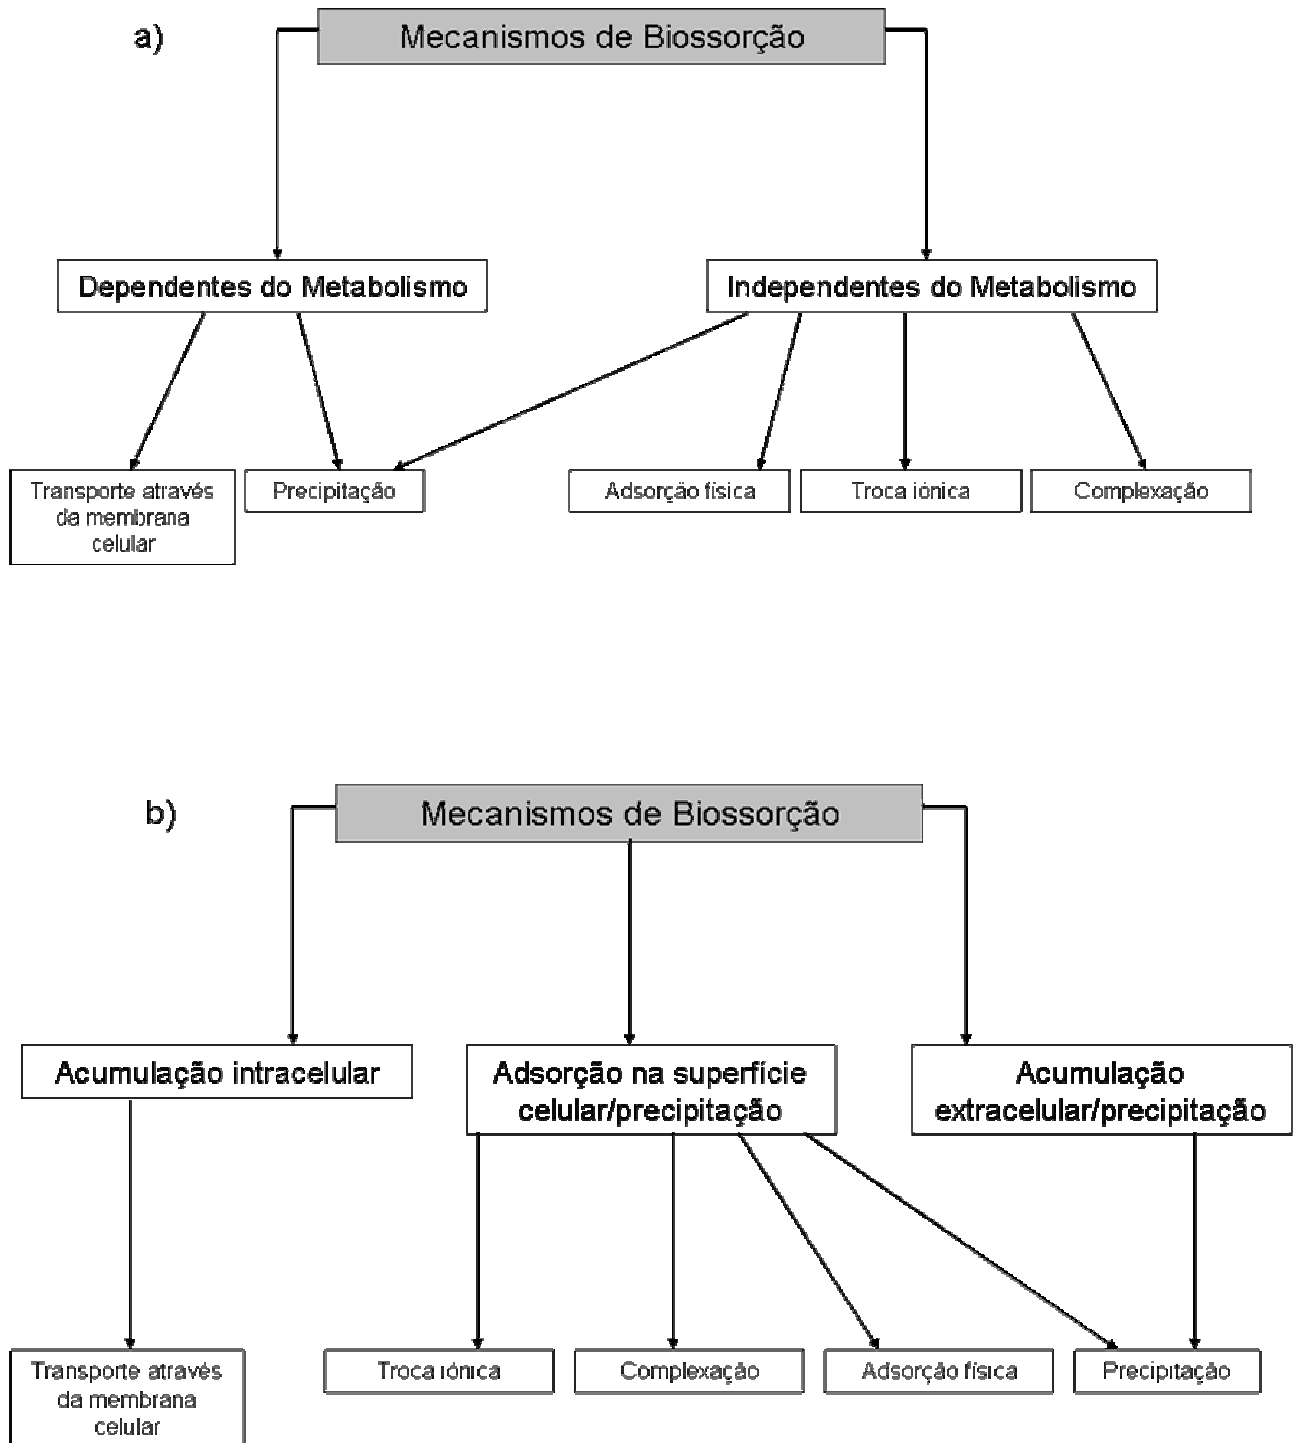 a)
Mecanismos de Biossorção
Dependentes do Metabolismo
Independentes do Metabolismo
Transporte através
da membrana
celular
Precipitação
Adsorção física
Troca iónica
Complexação
b)
Mecanismos de Biossorção
Acumulação intracelular
Adsorção na superfície
celular/precipitação
Acumulação
extracelular/precipitação
Transporte através
da membrana
celular
Troca iónica
Complexação
Adsorção física
Precipitação